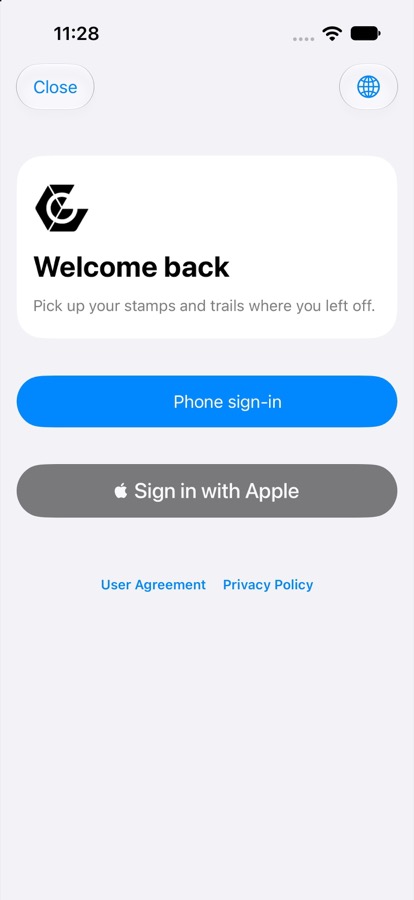 11:28
Close
Welcome back
Pick up your stamps and trails where you left off.
Phone sign-in
Sign in with Apple
User Agreement Privacy Policy